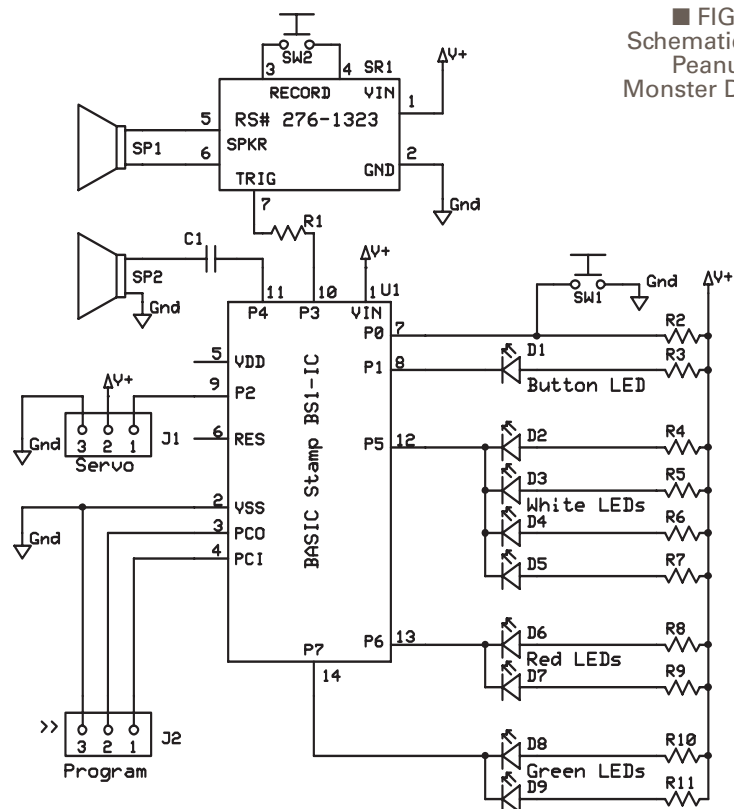 ■ FIG
Schematic
Peanu
Monster D
SW2
3 4 SR1
RECORD VIN
1
V+
5
RS# 276-1323
SP1
6
SPKR
GND
2
TRIG
Gnd
7
R1
C1
V+
SP2
Gnd
11 10 1 U1
P4 P3 VIN
SW1
Gnd
V+
P0 7
R2
5 VDD
P1 8
D1
R3
Button LED
V+
9 P2
Gnd
3 2 1
J1
Servo
6 RES
P5 12
D2
R4
D3
R5
White LEDs
D4
R6
D5
R7
2 VSS
Gnd
3 PCO
4 PCI
BASIC Stamp BS1-IC
P6 13
D6
R8
Red LEDs
D7
R9
P7
14
>>
3 2 1
J2
Program
D8
R10
Green LEDs
D9
R11